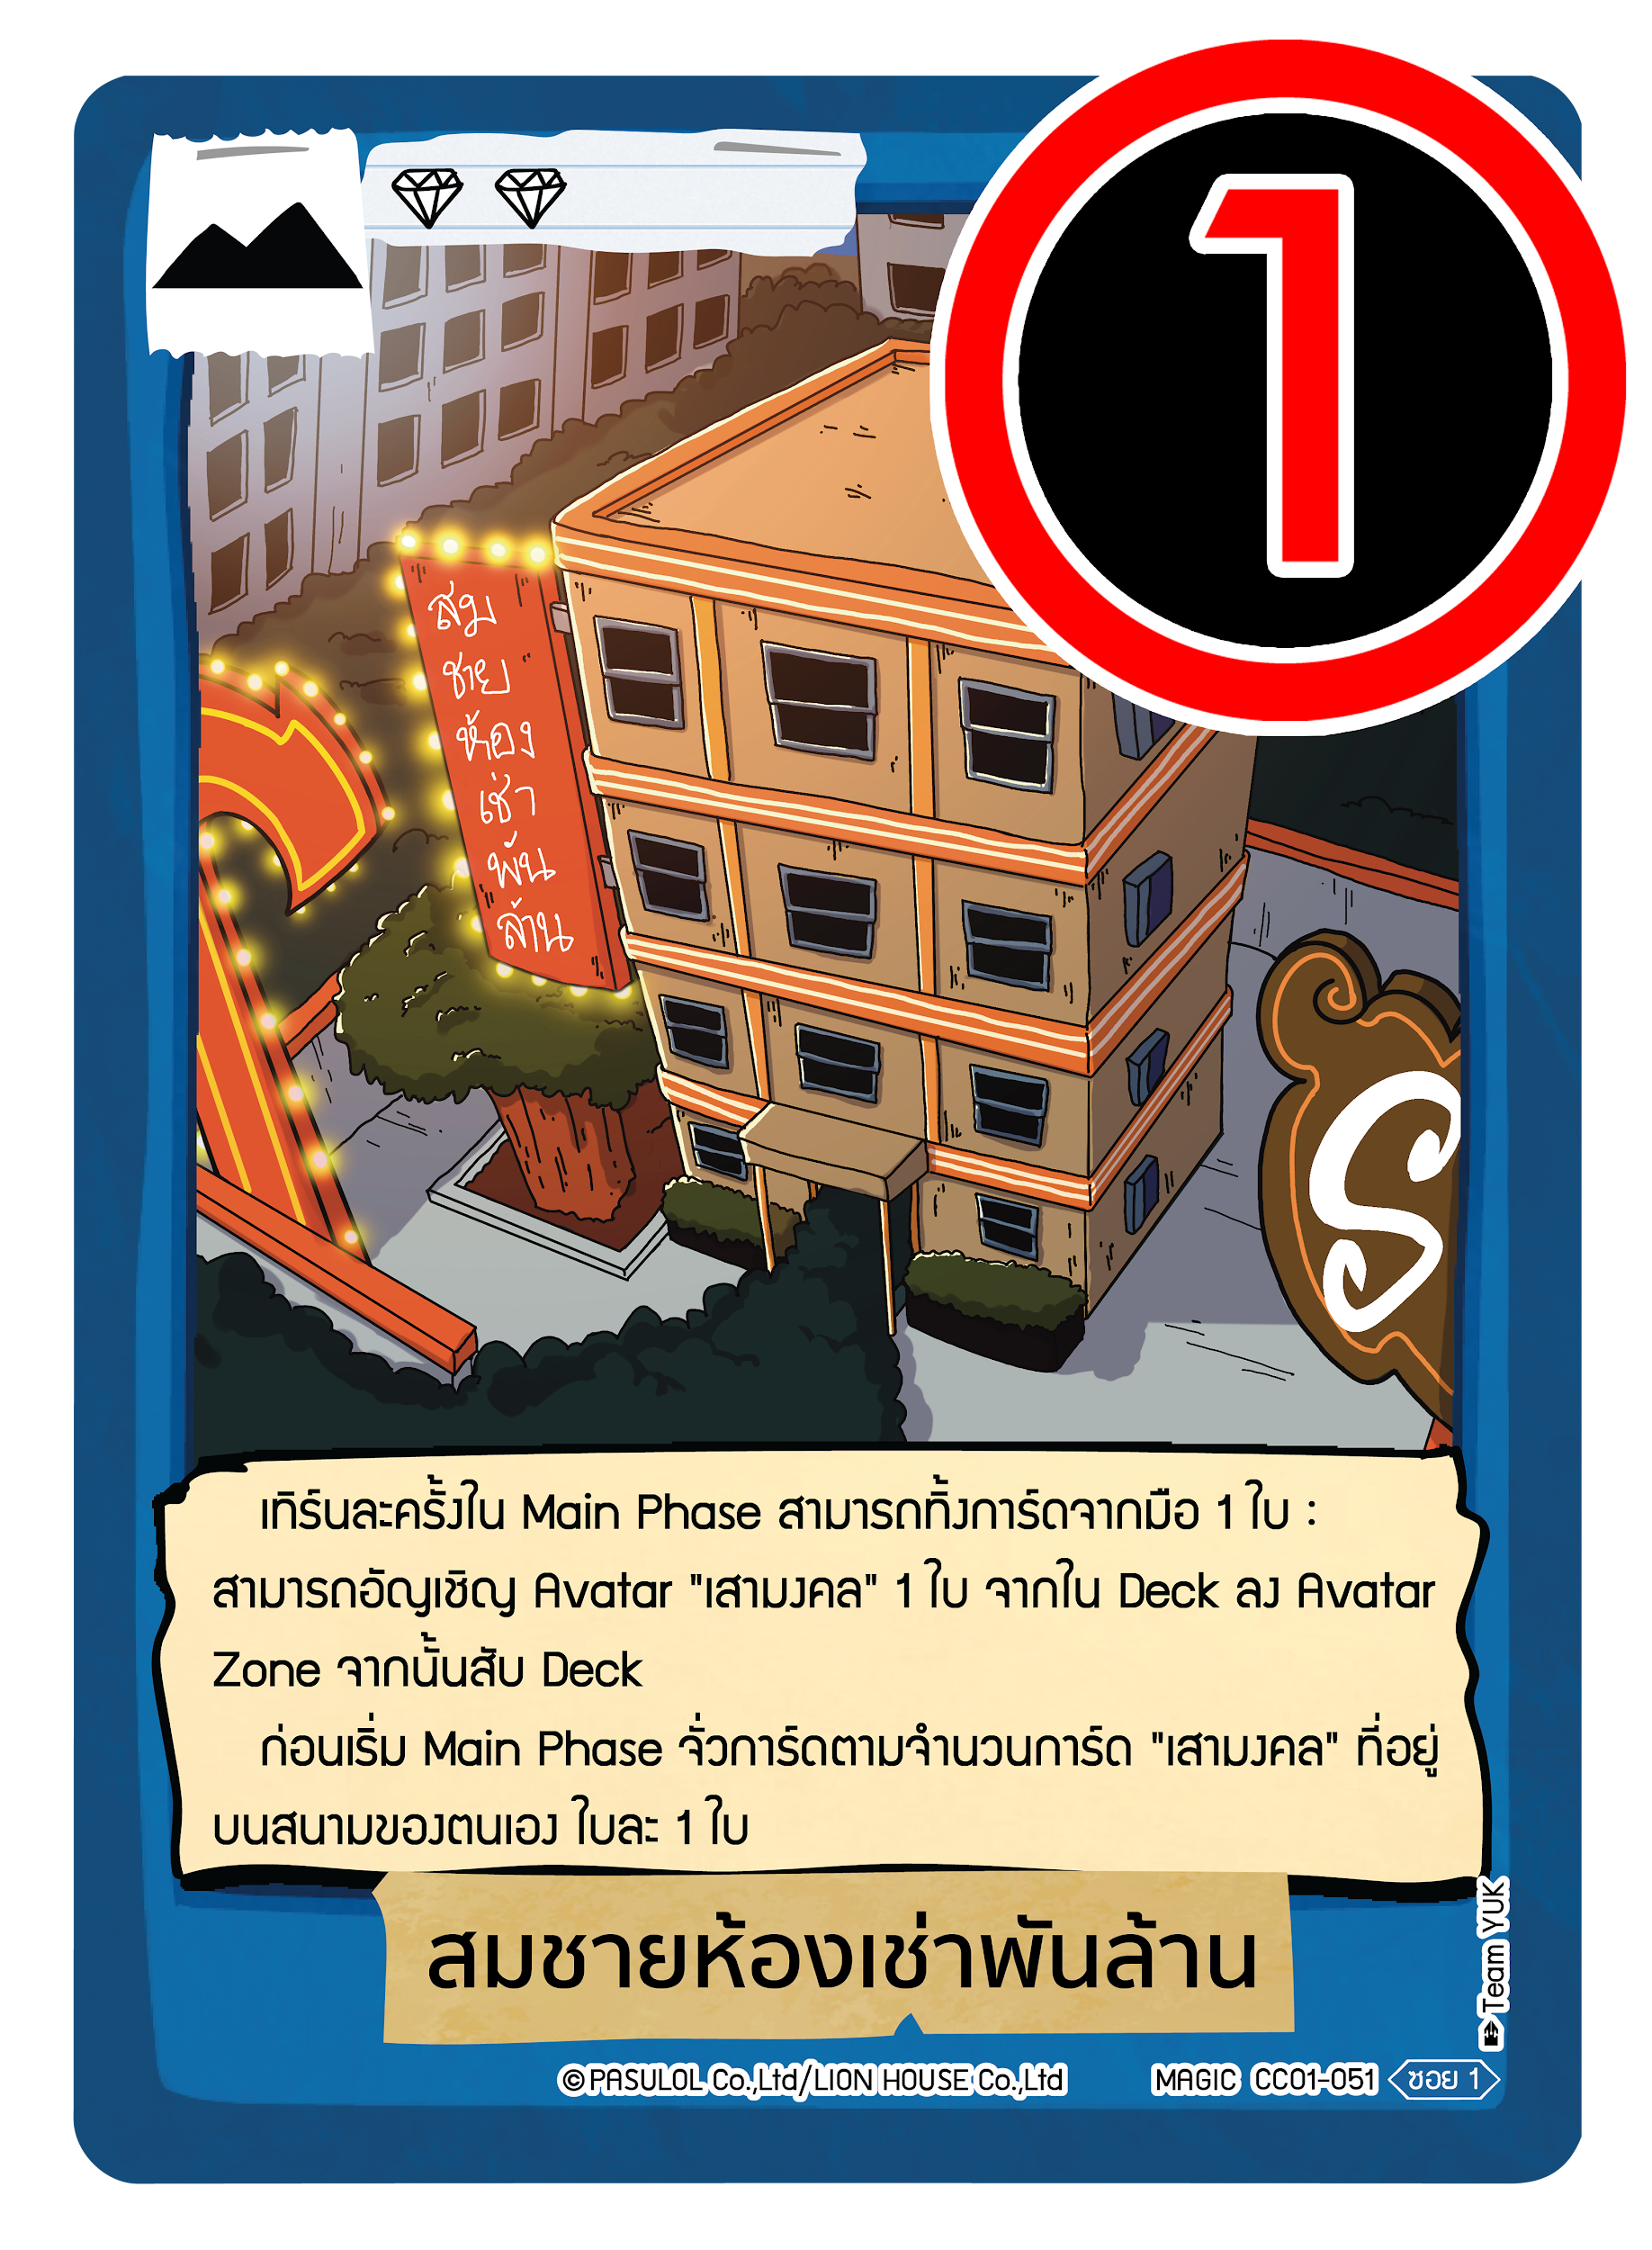 1
สม
ชาย
ห้อง
เช่า
พัน
ล้าน
S
เทิร์นละครั้งใน Main Phase สามารถทิ้งการ์ดจากมือ 1 ใบ :
สามารถอัญเชิญ Avatar "เสามงคล" 1 ใบ จากใน Deck ลง Avatar
Zone จากนั้นสับ Deck
ก่อนเริ่ม Main Phase จั่วการ์ดตามจำนวนการ์ด "เสามงคล" ที่อยู่
บนสนามของตนเอง ใบละ 1 ใบ
สมชายห้องเช่าพันล้าน
Team YUK
©PASULOL Co.,Ltd/LION HOUSE Co.,Ltd
MAGIC CC01-051 ซอย 1